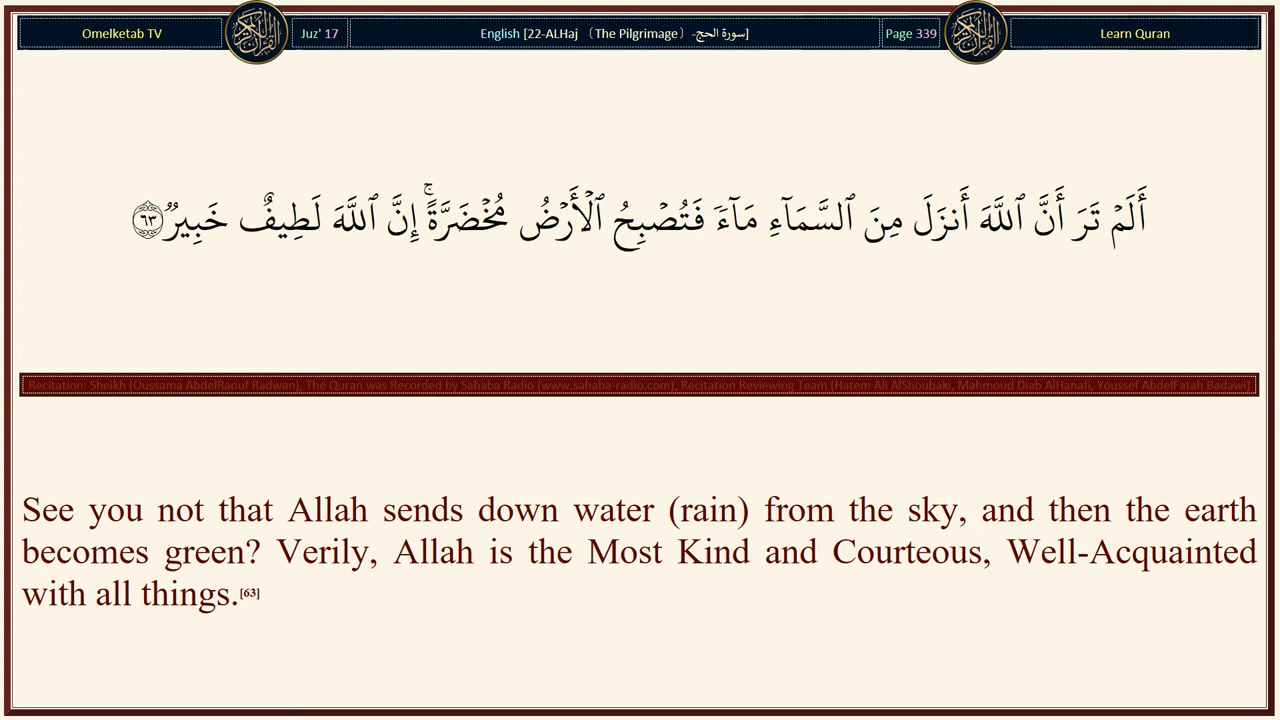 Omelketab TV
Juz' 17
English [22-ALHaj （The Pilgrimage）-سورة الحج]
Page 339
Learn Quran
أَلَمۡ تَرَ أَنَّ ٱللَّهَ أَنزَلَ مِنَ ٱلسَّمَآءِ مَآءٗ فَتُصۡبِحُ ٱلۡأَرۡضُ مُخۡضَرَّةًۚ إِنَّ ٱللَّهَ لَطِيفٌ خَبِيرٞ ٦٣
Recitation: Sheikh (Oussama AbdelRaouf Radwan), The Quran was Recorded by Sahaba Radio (www.sahaba-radio.com), Recitation Reviewing Team (Hatem Ali AlShoubaki, Mahmoud Diab AlHanafi, Youssef AbdelFatah Badawi)
See you not that Allah sends down water (rain) from the sky, and then the earth
becomes green? Verily, Allah is the Most Kind and Courteous, Well-Acquainted
with all things.[63]